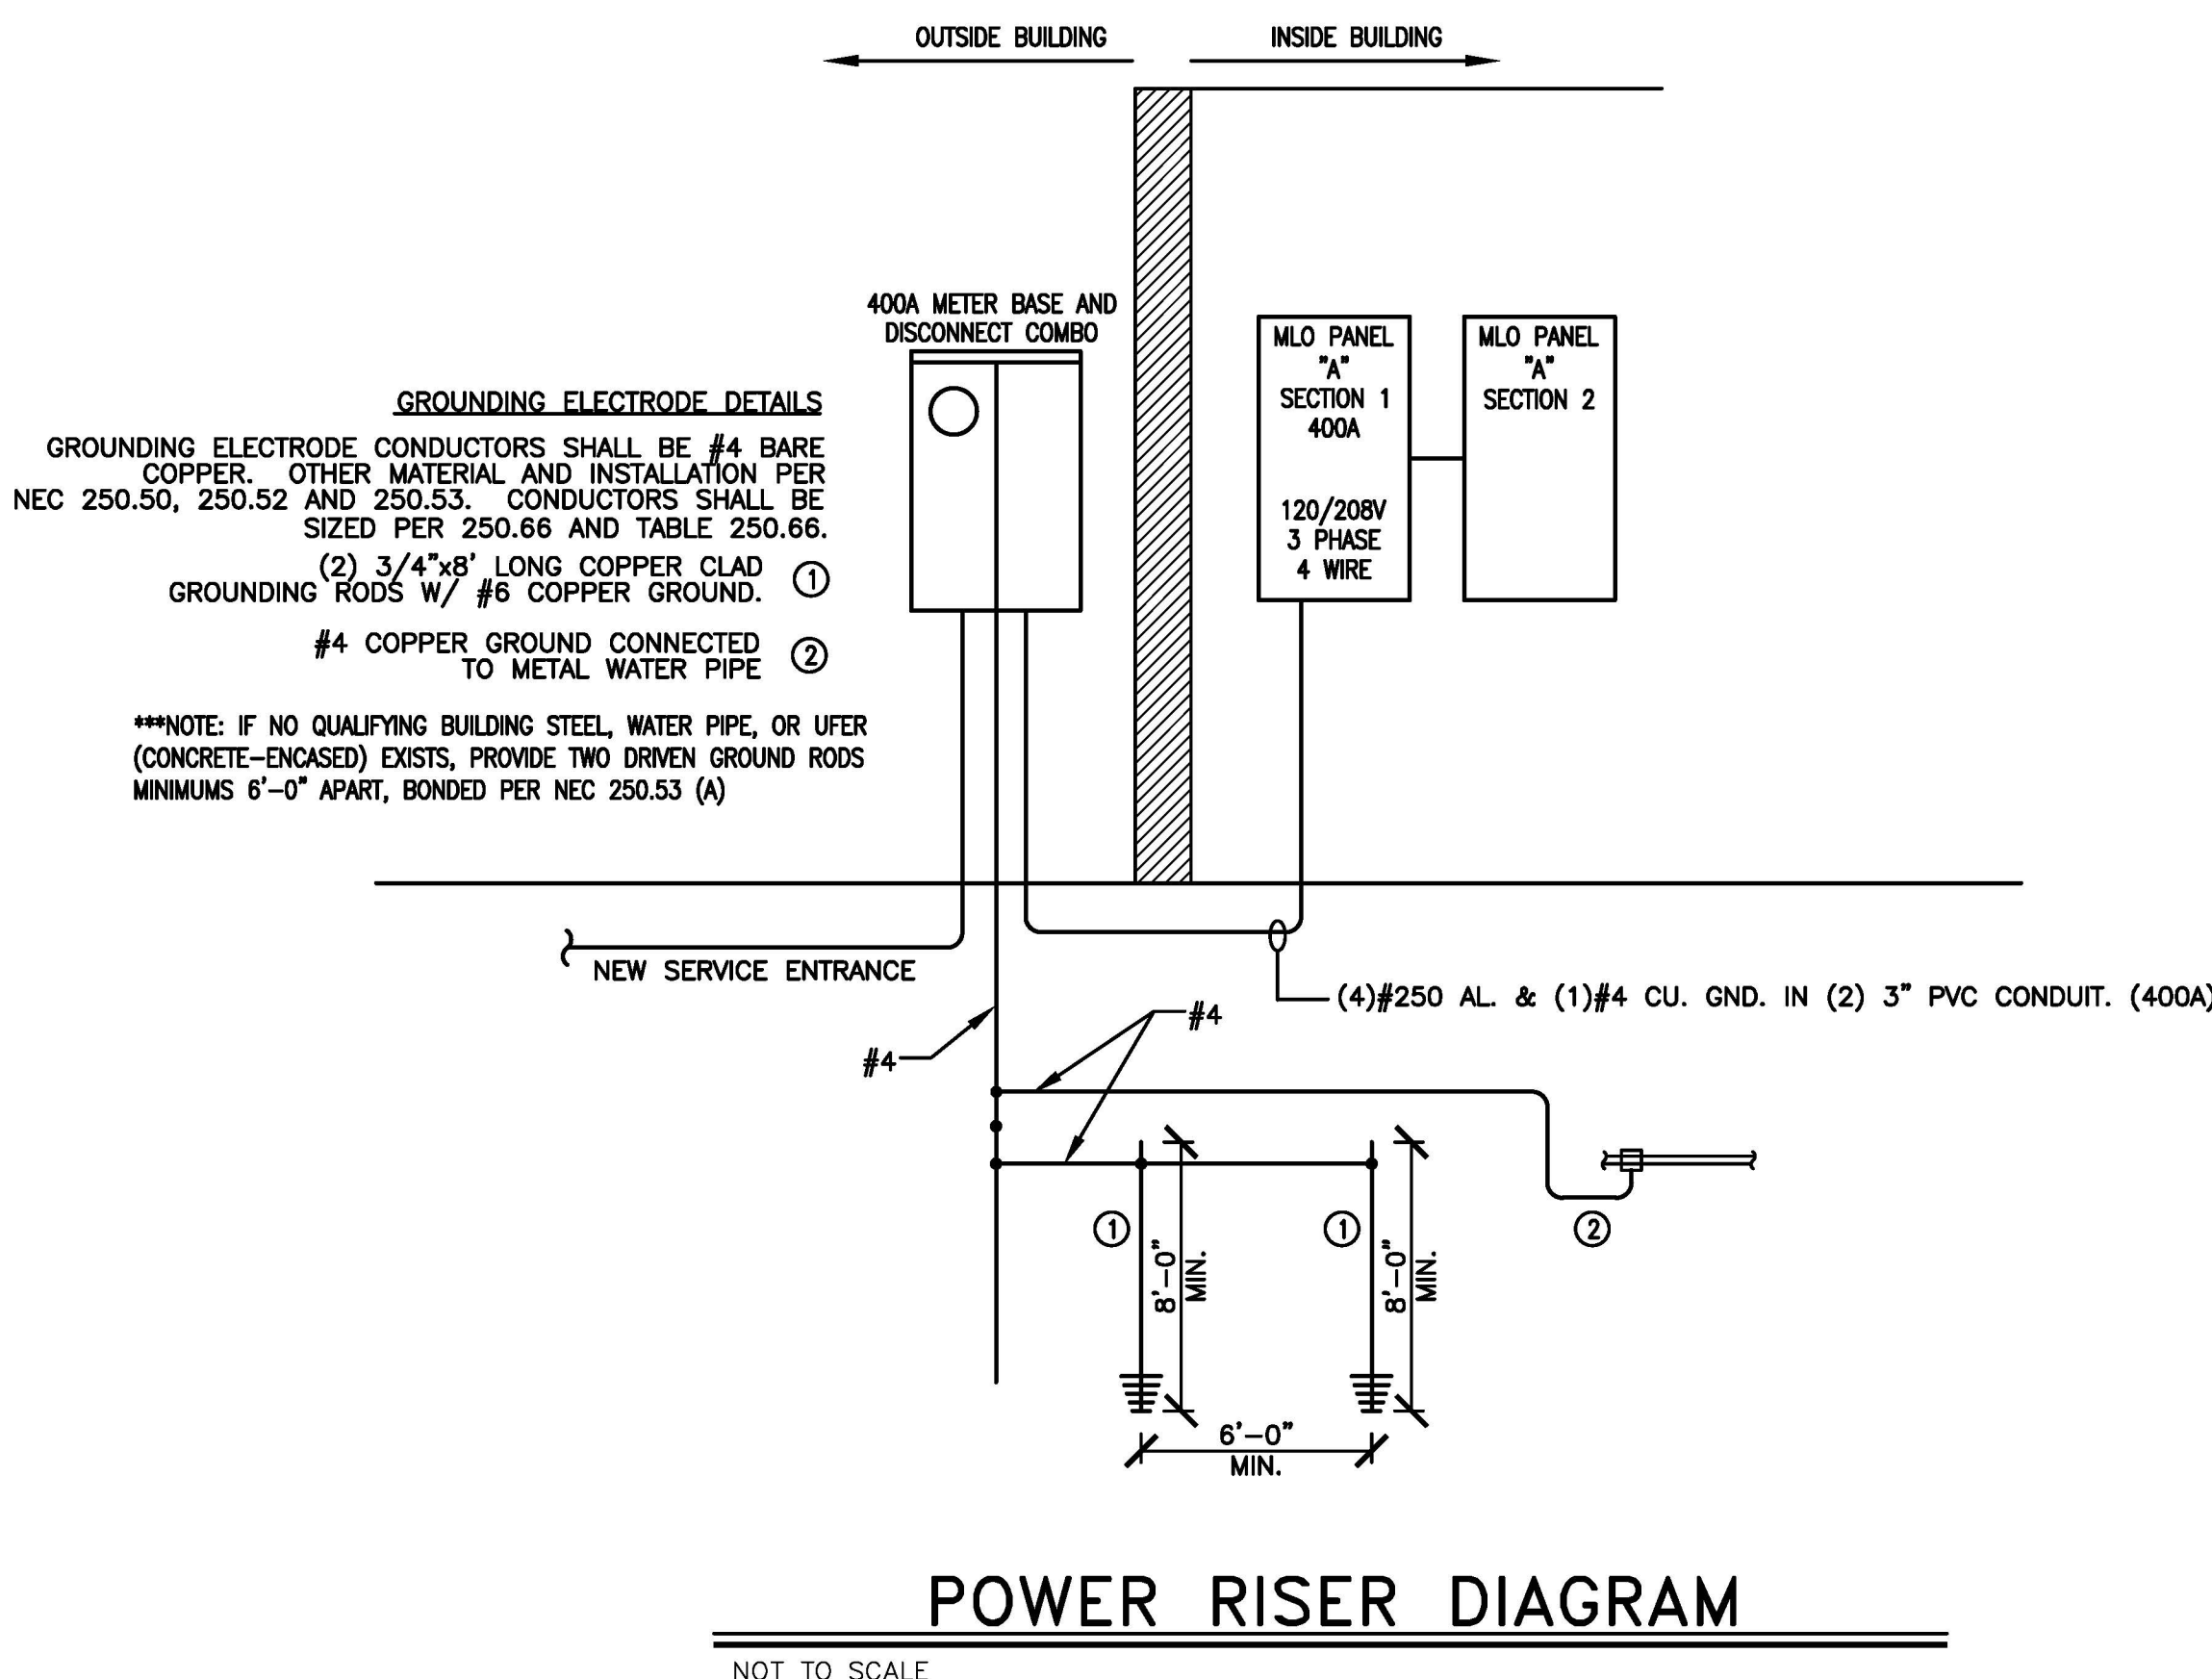 OUTSIDE BUILDING
INSIDE BUILDING
400A METER BASE AND
DISCONNECT COMBO
MLO PANEL
"A"
SECTION 1
400A
120/208V
3 PHASE
4 WIRE
MLO PANEL
"A"
SECTION 2
GROUNDING ELECTRODE DETAILS
GROUNDING ELECTRODE CONDUCTORS SHALL BE #4 BARE
COPPER. OTHER MATERIAL AND INSTALLATION PER
NEC 250.50, 250.52 AND 250.53. CONDUCTORS SHALL BE
SIZED PER 250.66 AND TABLE 250.66.
(2) 3/4"x8' LONG COPPER CLAD
GROUNDING RODS W/ #6 COPPER GROUND.
1
#4 COPPER GROUND CONNECTED
TO METAL WATER PIPE
2
***NOTE: IF NO QUALIFYING BUILDING STEEL, WATER PIPE, OR UFER
(CONCRETE-ENCASED) EXISTS, PROVIDE TWO DRIVEN GROUND RODS
MINIMUMS 6'-0" APART, BONDED PER NEC 250.53 (A)
NEW SERVICE ENTRANCE
(4)#250 AL. & (1)#4 CU. GND. IN (2) 3" PVC CONDUIT. (400A)
#4
#4
1
8'-0"
MIN.
1
8'-0"
MIN.
2
6'-0"
MIN.
POWER RISER DIAGRAM
NOT TO SCALE